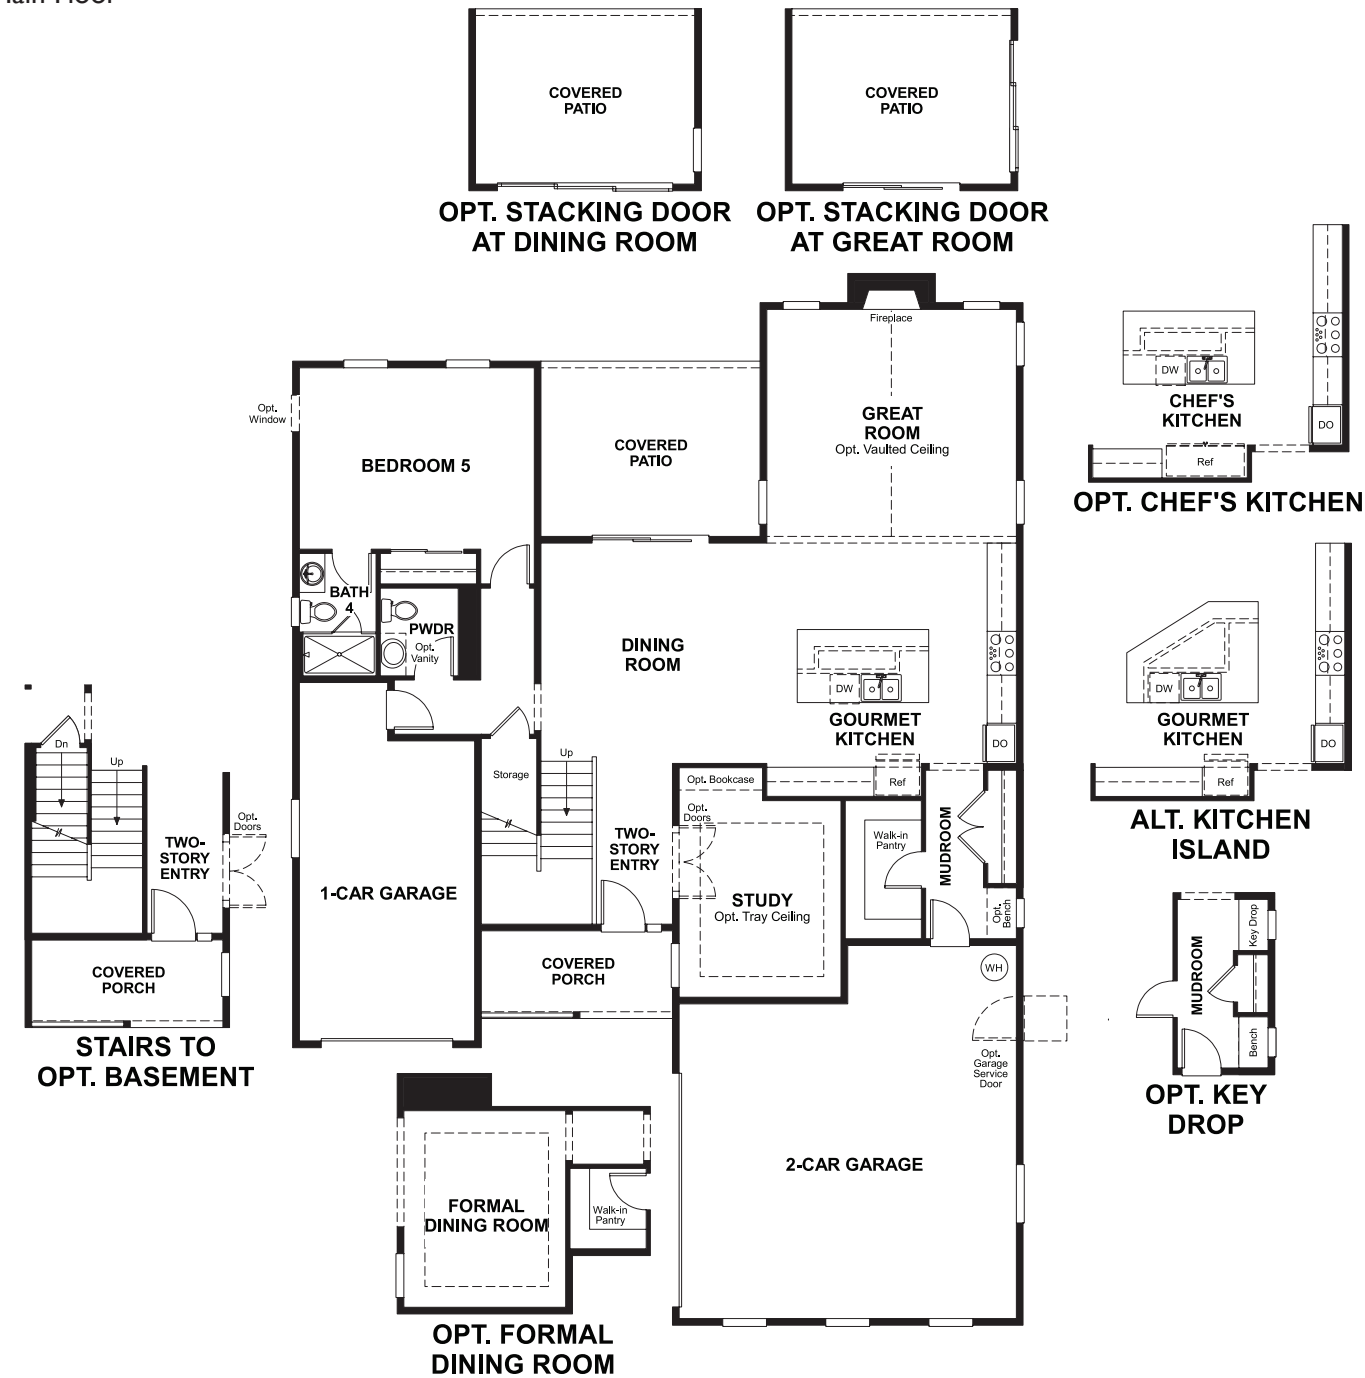 Main Floor
COVERED
PATIO
COVERED
PATIO
OPT. STACKING DOOR
AT DINING ROOM
OPT. STACKING DOOR
AT GREAT ROOM
Fireplace
GREAT
ROOM
Opt. Vaulted Ceiling
Opt.
Window
BEDROOM 5
COVERED
PATIO
DW
CHEF'S
KITCHEN
DO
Ref
OPT. CHEF'S KITCHEN
BATH
4
PWDR
Opt.
Vanity
DINING
ROOM
DW
GOURMET
KITCHEN
DO
Ref
DW
GOURMET
KITCHEN
DO
Ref
ALT. KITCHEN
ISLAND
Dn
Up
Opt.
Doors
TWO-
STORY
ENTRY
COVERED
PORCH
STAIRS TO
OPT. BASEMENT
Storage
Up
1-CAR GARAGE
TWO-
STORY
ENTRY
Opt. Bookcase
Opt.
Doors
STUDY
Opt. Tray Ceiling
Walk-in
Pantry
MUDROOM
Opt.
Bench
COVERED
PORCH
WH
Opt.
Garage
Service
Door
2-CAR GARAGE
Key Drop
MUDROOM
Bench
OPT. KEY
DROP
FORMAL
DINING ROOM
Walk-in
Pantry
OPT. FORMAL
DINING ROOM